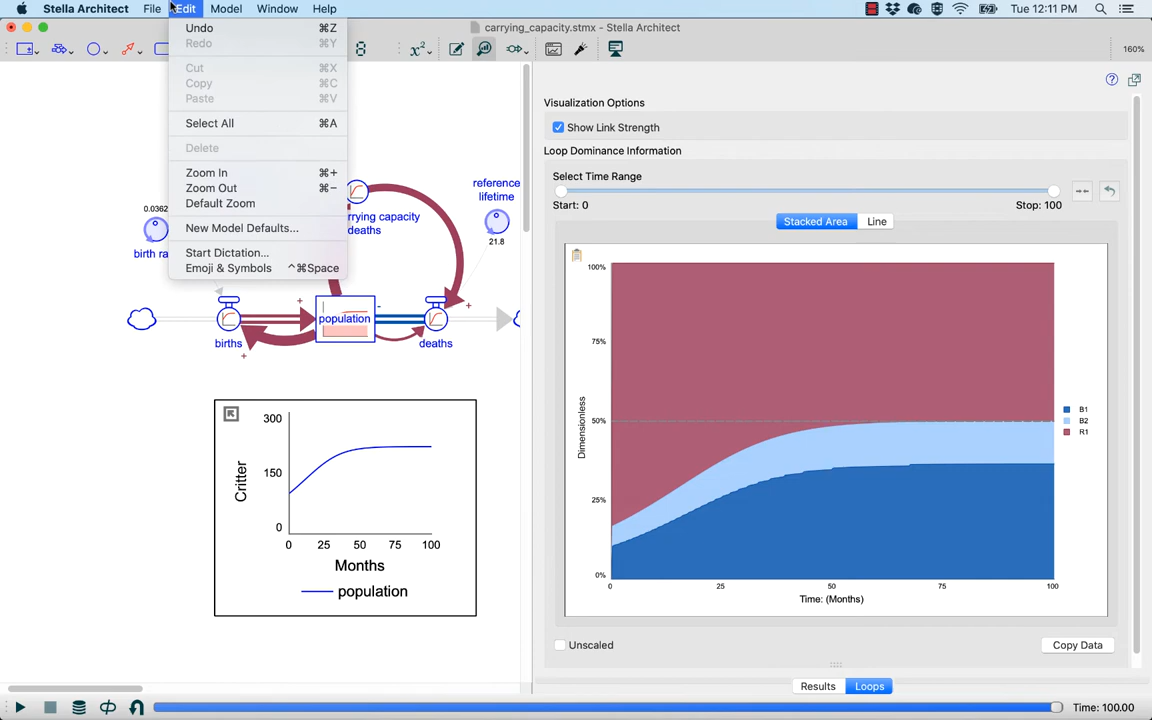 Stella Architect File Edit Model Window Help Tue 12:11 PM
carrying_capacity.stmx - Stella Architect
x² 160%
Undo ⌘Z
Redo ⌘Y
Cut ⌘X
Copy ⌘C
Paste ⌘V
Select All ⌘A
Delete
Zoom In ⌘+
Zoom Out ⌘−
Default Zoom
New Model Defaults...
Start Dictation...
Emoji & Symbols ^⌘Space
reference
lifetime
21.8
0.0362
birth ra
rrying capacity
deaths
population
births
deaths
+
+
+
-
300
150
0
Critter
0 25 50 75 100
Months
population
Visualization Options
Show Link Strength
Loop Dominance Information
Select Time Range
Start: 0 Stop: 100
Stacked Area Line
100%
75%
50%
25%
0%
Dimensionless
0 25 50 75 100
Time: (Months)
B1
B2
R1
Unscaled Copy Data
Results Loops
Time: 100.00